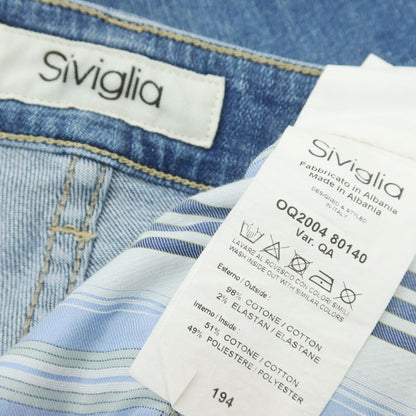 Siviglia
Siviglia
Fabbricato in Albania
Made in Albania
DESIGNED & STYLED
IN ITALY
OQ2004 80140
Var. QA
LAVARE AL ROVESCIO CON COLORI SIMILI
WASH INSIDE OUT WITH SIMILAR COLORS
Esterno / Outside :
98% COTONE / COTTON
2% ELASTAN / ELASTANE
Interno / Inside :
51% COTONE / COTTON
49% POLIESTERE / POLYESTER
194